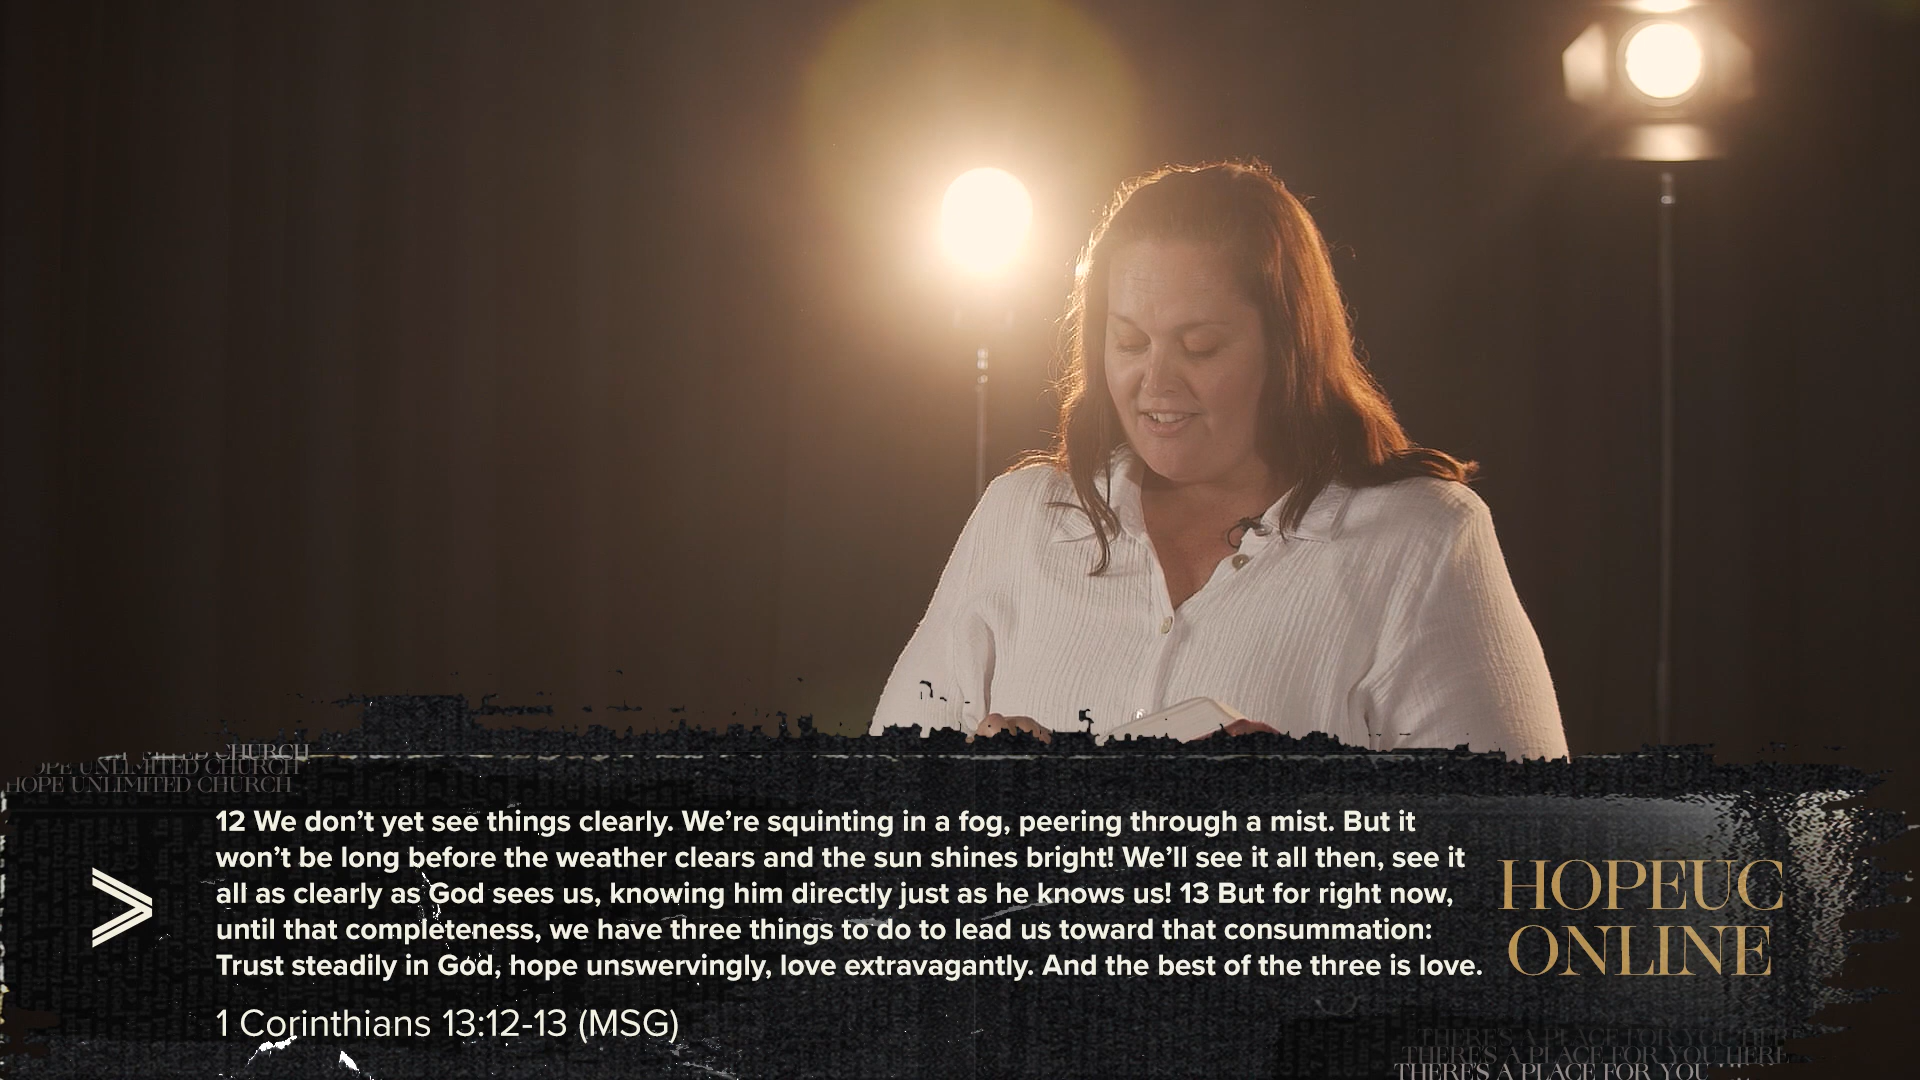 HOPE UNLIMITED CHURCH
12 We don’t yet see things clearly. We’re squinting in a fog, peering through a mist. But it
won’t be long before the weather clears and the sun shines bright! We’ll see it all then, see it
all as clearly as God sees us, knowing him directly just as he knows us! 13 But for right now,
until that completeness, we have three things to do to lead us toward that consummation:
Trust steadily in God, hope unswervingly, love extravagantly. And the best of the three is love.
1 Corinthians 13:12-13 (MSG)
HOPEUC
ONLINE
THERE'S A PLACE FOR YOU HERE
THERE'S A PLACE FOR YOU